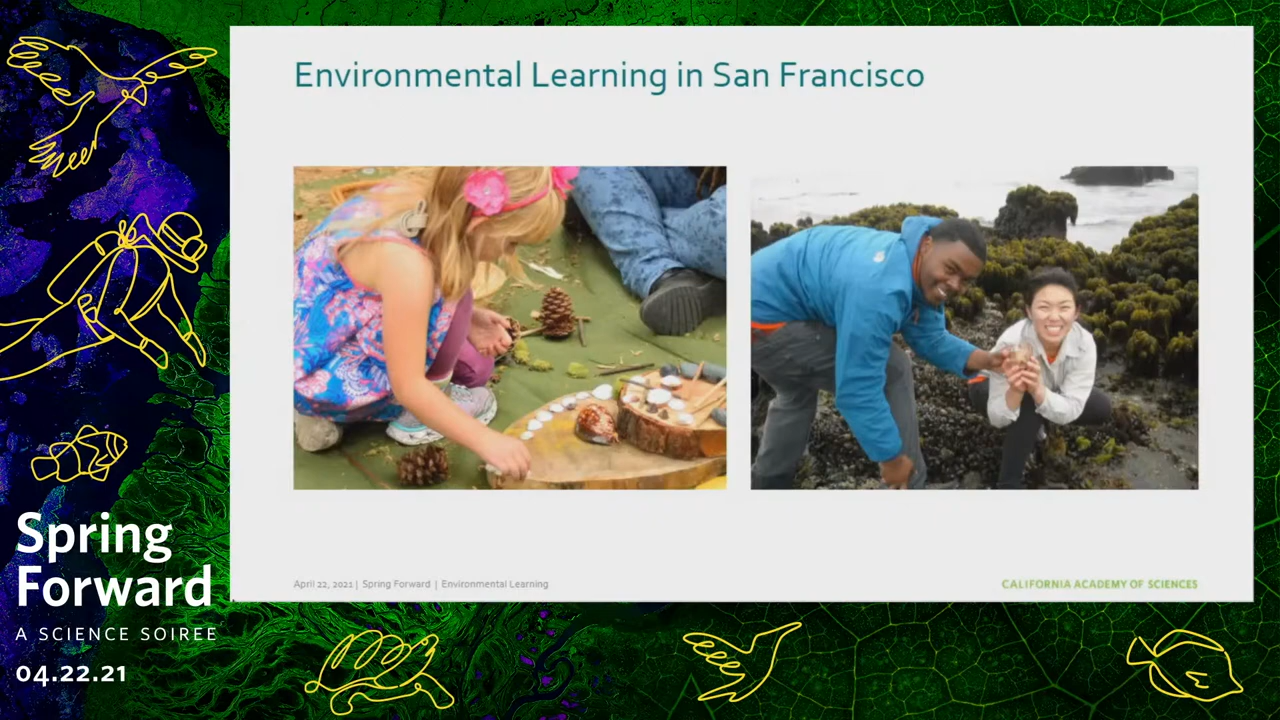 Environmental Learning in San Francisco
April 22, 2021 | Spring Forward | Environmental Learning
CALIFORNIA ACADEMY OF SCIENCES
Spring
Forward
A SCIENCE SOIREE
04.22.21